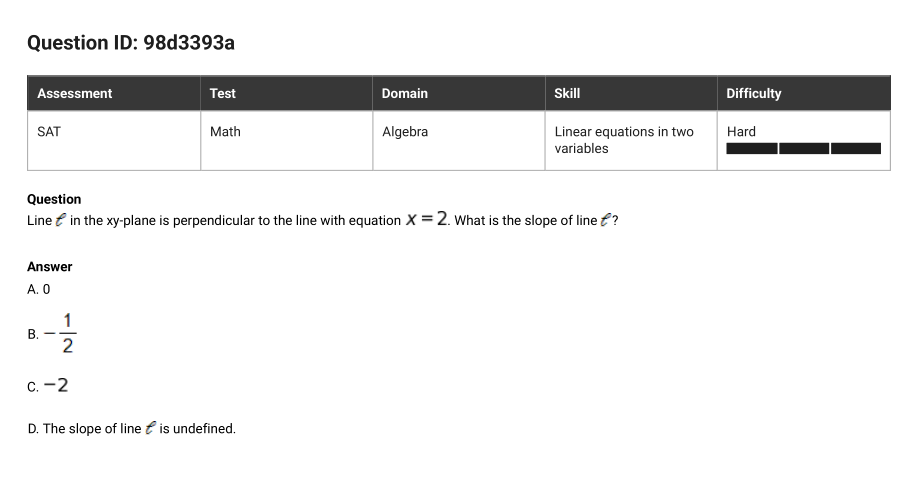 Question ID: 98d3393a
Assessment Test Domain Skill Difficulty
SAT Math Algebra Linear equations in two variables Hard
Question
Line ℓ in the xy-plane is perpendicular to the line with equation x = 2. What is the slope of line ℓ?
Answer
A. 0
B. −1/2
C. −2
D. The slope of line ℓ is undefined.